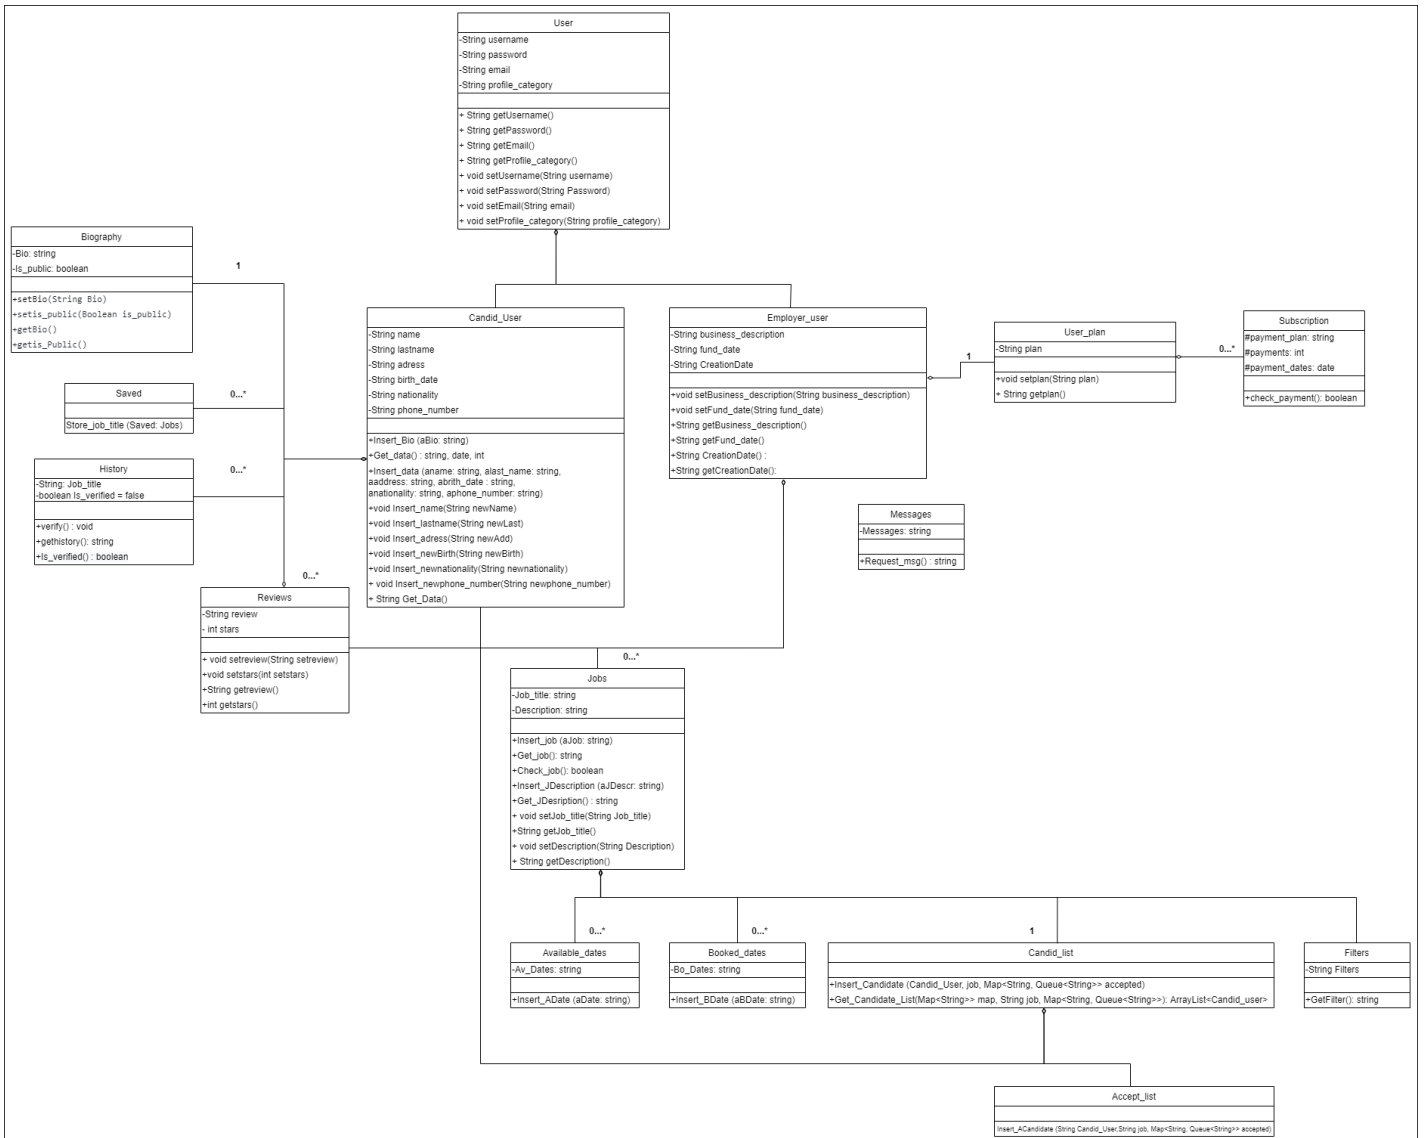 User
-String username
-String password
-String email
-String profile_category
+ String getUsername()
+ String getPassword()
+ String getEmail()
+ String getProfile_category()
+ void setUsername(String username)
+ void setPassword(String Password)
+ void setEmail(String email)
+ void setProfile_category(String profile_category)
Biography
-Bio: string
-Is_public: boolean
+setBio(String Bio)
+setis_public(Boolean is_public)
+getBio()
+getis_Public()
1
Saved
Store_job_title (Saved: Jobs)
0...*
History
-String: Job_title
-boolean Is_verified = false
+verify() : void
+gethistory(): string
+Is_verified() : boolean
0...*
0...*
Reviews
-String review
- int stars
+ void setreview(String setreview)
+void setstars(int setstars)
+String getreview()
+int getstars()
Candid_User
-String name
-String lastname
-String adress
-String birth_date
-String nationality
-String phone_number
+Insert_Bio (aBio: string)
+Get_data() : string, date, int
+Insert_data (aname: string, alast_name: string,
aaddress: string, abrith_date : string,
anationality: string, aphone_number: string)
+void Insert_name(String newName)
+void Insert_lastname(String newLast)
+void Insert_adress(String newAdd)
+void Insert_newBirth(String newBirth)
+void Insert_newnationality(String newnationality)
+ void Insert_newphone_number(String newphone_number)
+ String Get_Data()
Employer_user
-String business_description
-String fund_date
-String CreationDate
+void setBusiness_description(String business_description)
+void setFund_date(String fund_date)
+String getBusiness_description()
+String getFund_date()
+String CreationDate() :
+String getCreationDate():
1
User_plan
-String plan
+void setplan(String plan)
+ String getplan()
0...*
Subscription
#payment_plan: string
#payments: int
#payment_dates: date
+check_payment(): boolean
Messages
-Messages: string
+Request_msg() : string
0...*
Jobs
-Job_title: string
-Description: string
+Insert_job (aJob: string)
+Get_job(): string
+Check_job(): boolean
+Insert_JDescription (aJDescr: string)
+Get_JDesription() : string
+ void setJob_title(String Job_title)
+String getJob_title()
+ void setDescription(String Description)
+ String getDescription()
0...*
0...*
1
Available_dates
-Av_Dates: string
+Insert_ADate (aDate: string)
Booked_dates
-Bo_Dates: string
+Insert_BDate (aBDate: string)
Candid_list
+Insert_Candidate (Candid_User, job, Map<String, Queue<String>> accepted)
+Get_Candidate_List(Map<String>> map, String job, Map<String, Queue<String>>): ArrayList<Candid_user>
Filters
-String Filters
+GetFilter(): string
Accept_list
Insert_ACandidate (String Candid_User,String job, Map<String, Queue<String>> accepted)